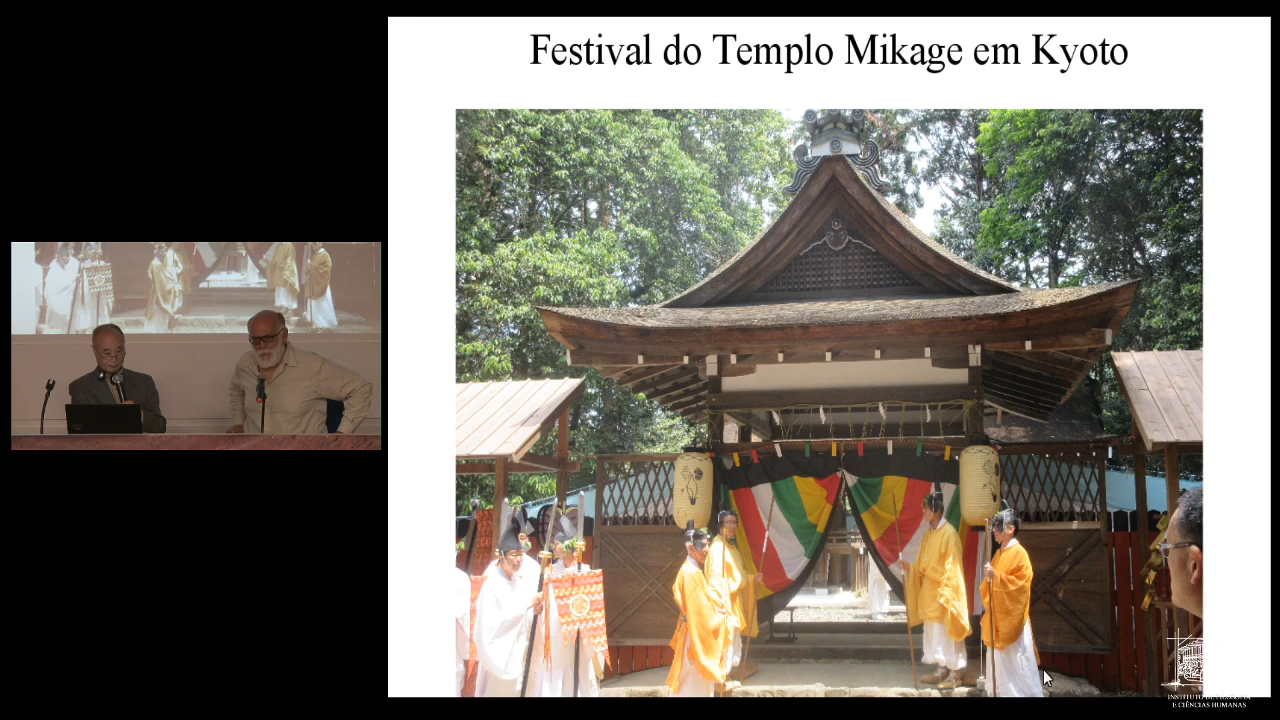 Festival do Templo Mikage em Kyoto
INSTITUTO DE FILOSOFIA
E CIÊNCIAS HUMANAS